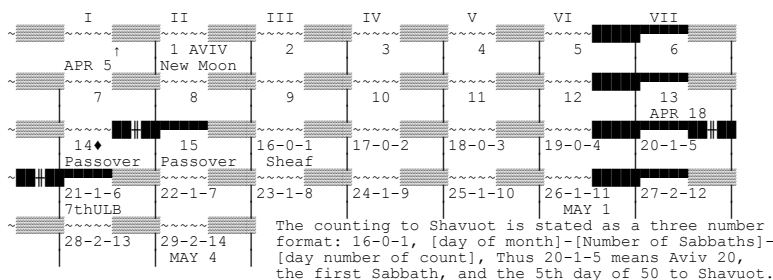 I II III IV V VI VII
↑ 1 AVIV 2 3 4 5 6
APR 5 New Moon
7 8 9 10 11 12 13
APR 18
14♦ 15 16-0-1 17-0-2 18-0-3 19-0-4 20-1-5
Passover Passover Sheaf
21-1-6 22-1-7 23-1-8 24-1-9 25-1-10 26-1-11 27-2-12
7thULB MAY 1
28-2-13 29-2-14
MAY 4
The counting to Shavuot is stated as a three number
format: 16-0-1, [day of month]-[Number of Sabbaths]-
[day number of count], Thus 20-1-5 means Aviv 20,
the first Sabbath, and the 5th day of 50 to Shavuot.